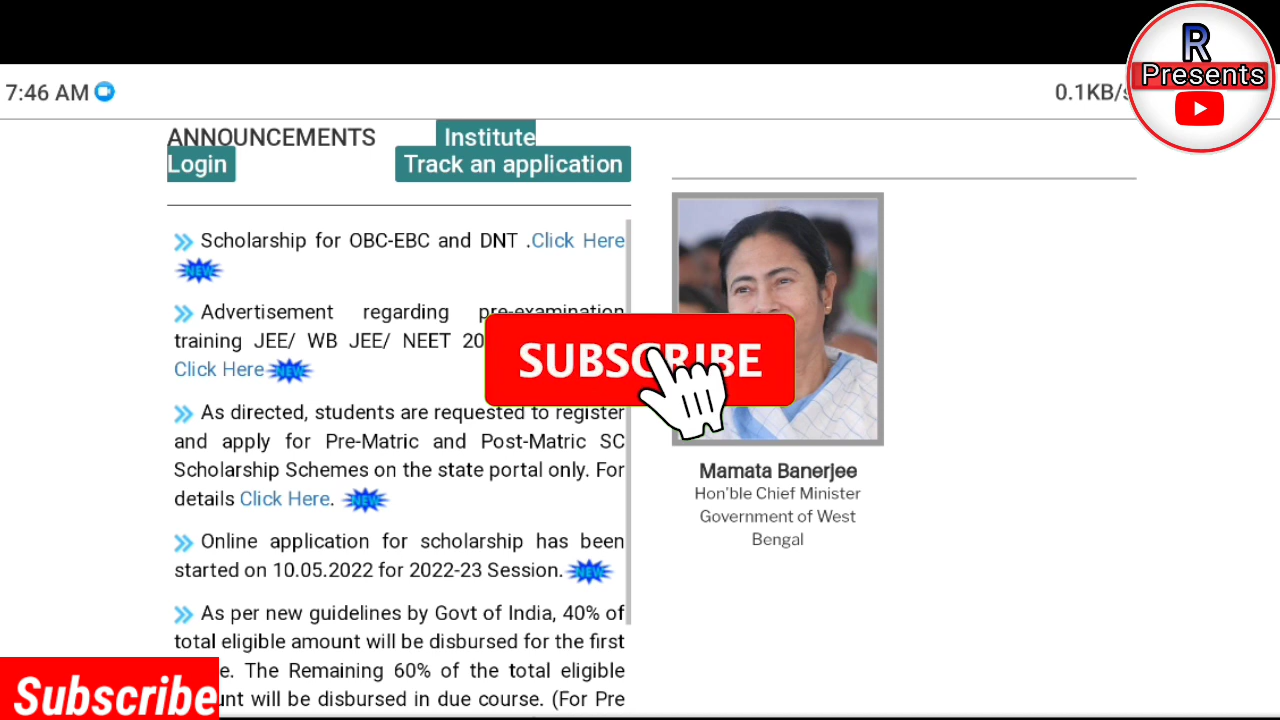 R
Presents
7:46 AM
0.1KB/s
ANNOUNCEMENTS Institute
Login Track an application
Scholarship for OBC-EBC and DNT .Click Here
NEW
Advertisement regarding pre-examination
training JEE/ WB JEE/ NEET 20
Click Here NEW
SUBSCRIBE
As directed, students are requested to register
and apply for Pre-Matric and Post-Matric SC
Scholarship Schemes on the state portal only. For
details Click Here. NEW
Online application for scholarship has been
started on 10.05.2022 for 2022-23 Session. NEW
As per new guidelines by Govt of India, 40% of
total eligible amount will be disbursed for the first
The Remaining 60% of the total eligible
will be disbursed in due course. (For Pre
Mamata Banerjee
Hon'ble Chief Minister
Government of West
Bengal
Subscribe